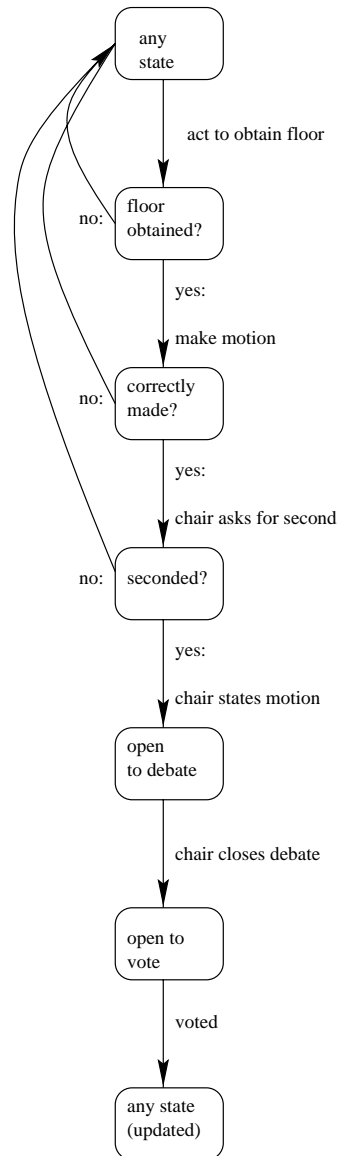 any
state
act to obtain floor
floor
obtained?
no:
yes:
make motion
correctly
made?
no:
yes:
chair asks for second
seconded?
no:
yes:
chair states motion
open
to debate
chair closes debate
open to
vote
voted
any state
(updated)